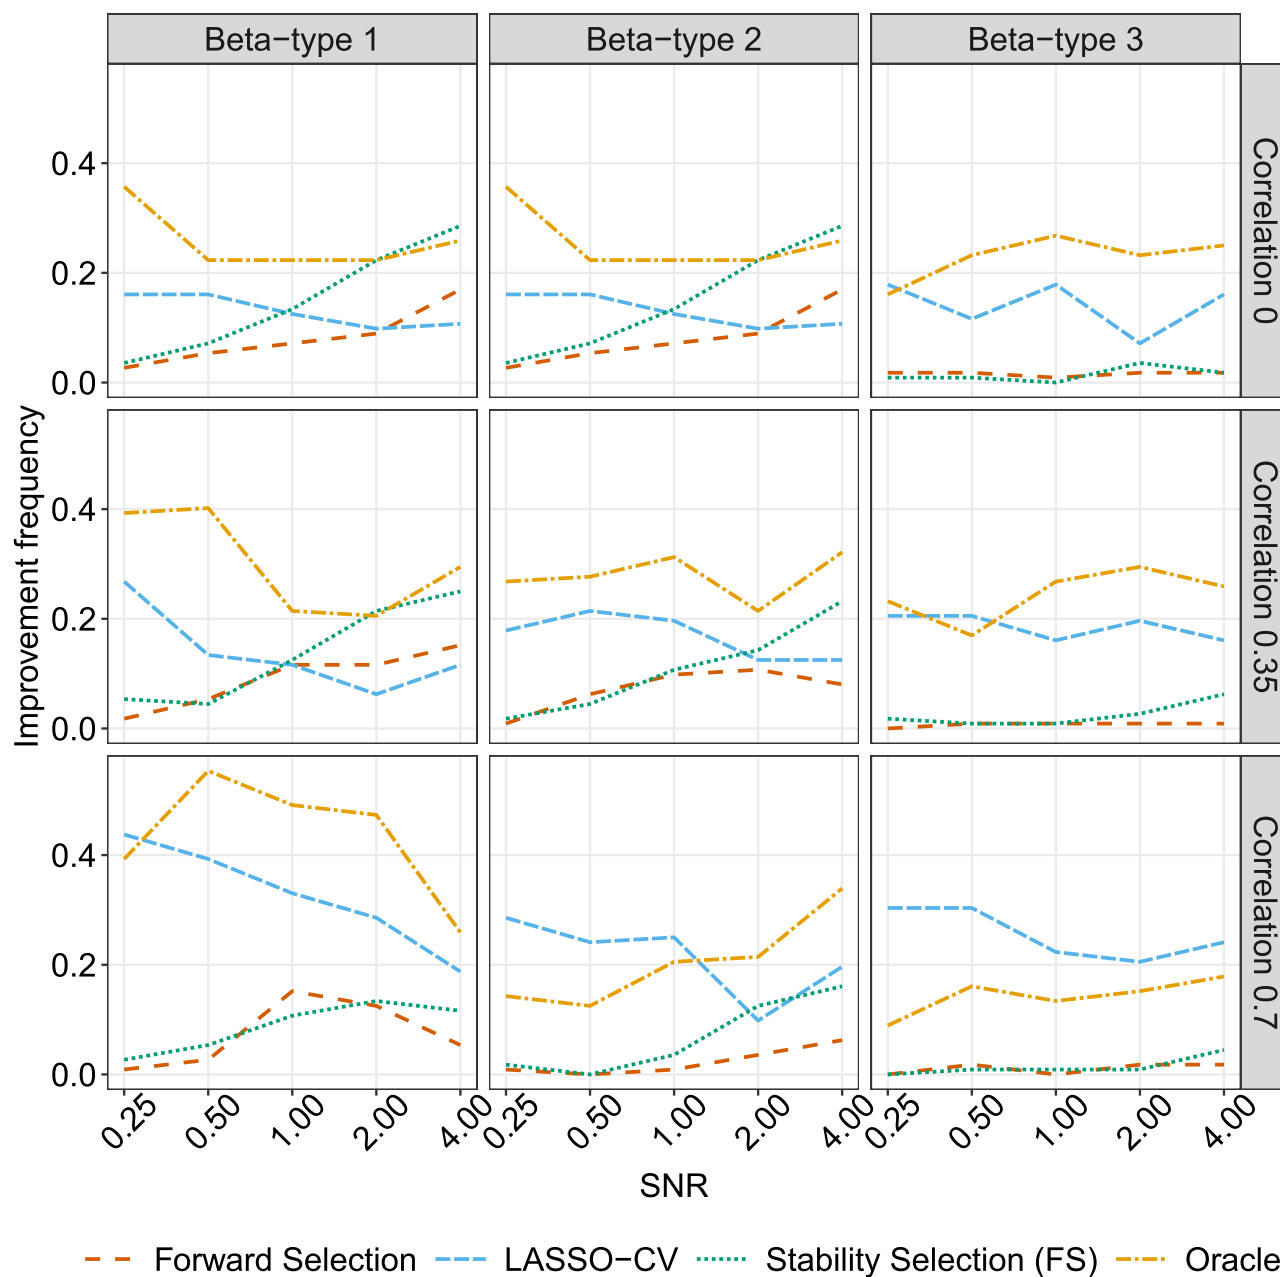 Beta−type 1
Beta−type 2
Beta−type 3
Correlation 0
0.4
0.2
0.0
Correlation 0.35
0.4
0.2
0.0
Correlation 0.7
0.4
0.2
0.0
Improvement frequency
0.25 0.50 1.00 2.00 4.00
0.25 0.50 1.00 2.00 4.00
0.25 0.50 1.00 2.00 4.00
SNR
Forward Selection LASSO−CV Stability Selection (FS) Oracle